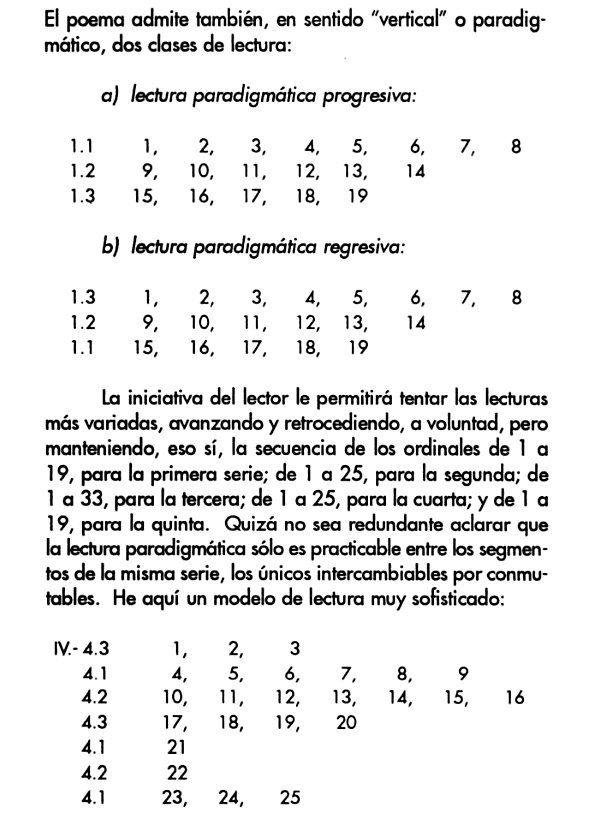 El poema admite también, en sentido “vertical” o paradig-
mático, dos clases de lectura:
a) lectura paradigmática progresiva:
1.1 1, 2, 3, 4, 5, 6, 7, 8
1.2 9, 10, 11, 12, 13, 14
1.3 15, 16, 17, 18, 19
b) lectura paradigmática regresiva:
1.3 1, 2, 3, 4, 5, 6, 7, 8
1.2 9, 10, 11, 12, 13, 14
1.1 15, 16, 17, 18, 19
La iniciativa del lector le permitirá tentar las lecturas
más variadas, avanzando y retrocediendo, a voluntad, pero
manteniendo, eso sí, la secuencia de los ordinales de 1 a
19, para la primera serie; de 1 a 25, para la segunda; de
1 a 33, para la tercera; de 1 a 25, para la cuarta; y de 1 a
19, para la quinta. Quizá no sea redundante aclarar que
la lectura paradigmática sólo es practicable entre los segmen-
tos de la misma serie, los únicos intercambiables por conmu-
tables. He aquí un modelo de lectura muy sofisticado:
IV.- 4.3 1, 2, 3
4.1 4, 5, 6, 7, 8, 9
4.2 10, 11, 12, 13, 14, 15, 16
4.3 17, 18, 19, 20
4.1 21
4.2 22
4.1 23, 24, 25